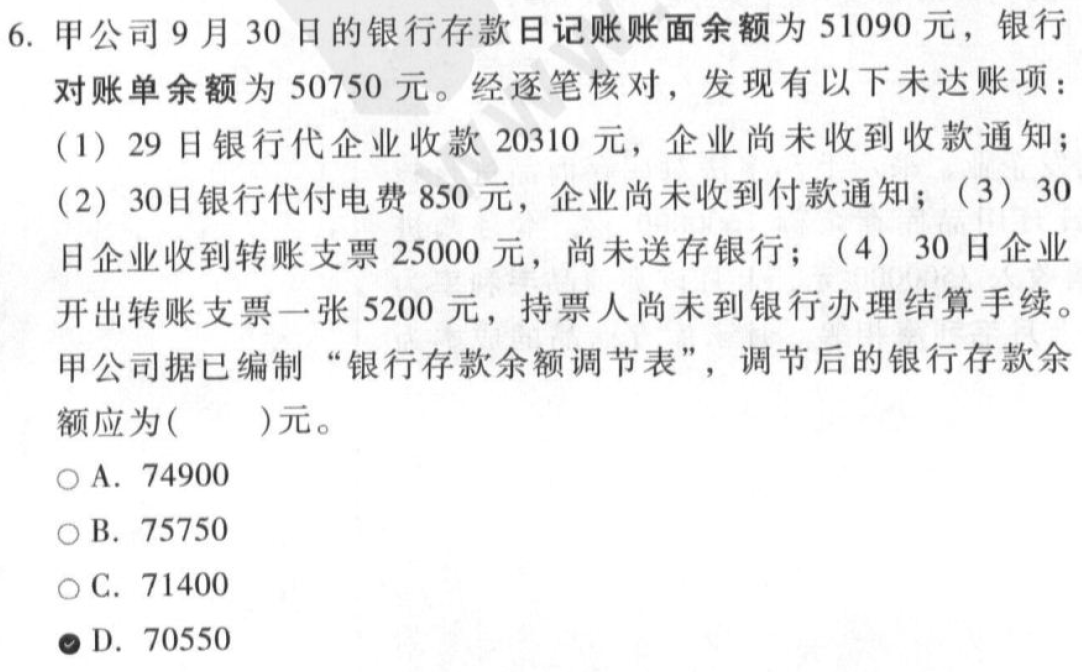 6. 甲公司 9 月 30 日的银行存款日记账账面余额为 51090 元，银行
对账单余额为 50750 元。经逐笔核对，发现有以下未达账项：
(1) 29 日银行代企业收款 20310 元，企业尚未收到收款通知；
(2) 30日银行代付电费 850 元，企业尚未收到付款通知；(3) 30
日企业收到转账支票 25000 元，尚未送存银行；(4) 30 日企业
开出转账支票一张 5200 元，持票人尚未到银行办理结算手续。
甲公司据已编制“银行存款余额调节表”，调节后的银行存款余
额应为( )元。
A. 74900
B. 75750
C. 71400
D. 70550